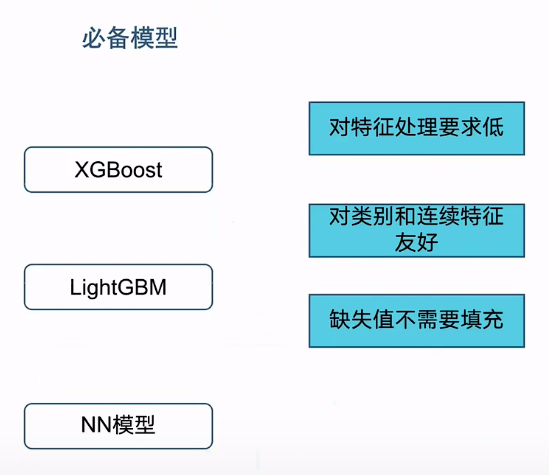 必备模型
XGBoost
LightGBM
NN模型
对特征处理要求低
对类别和连续特征
友好
缺失值不需要填充